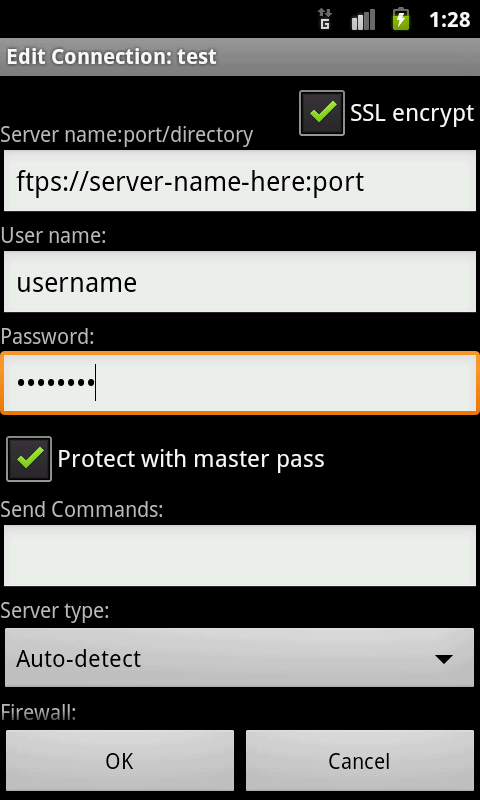 1:28
Edit Connection: test
SSL encrypt
Server name:port/directory
ftps://server-name-here:port
User name:
username
Password:
••••••••
Protect with master pass
Send Commands:
Server type:
Auto-detect
Firewall:
OK
Cancel